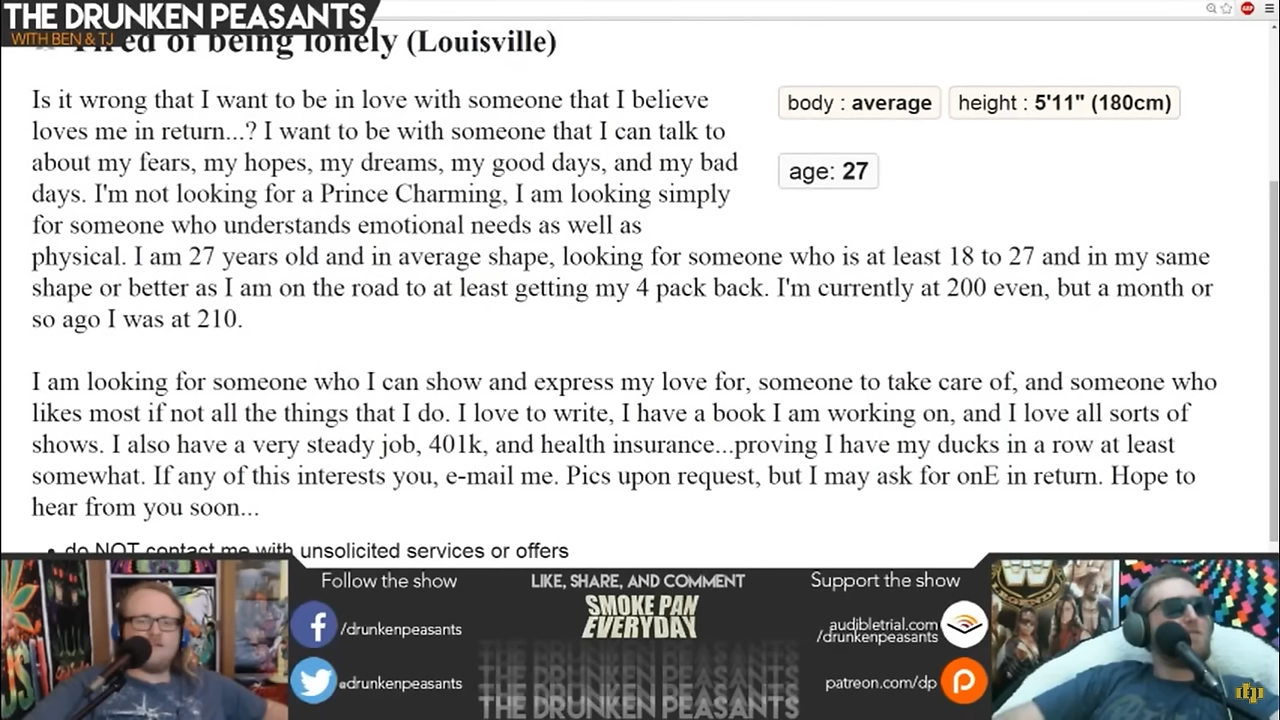 THE DRUNKEN PEASANTS
WITH BEN & TJ
Tired of being lonely (Louisville)
Is it wrong that I want to be in love with someone that I believe
loves me in return...? I want to be with someone that I can talk to
about my fears, my hopes, my dreams, my good days, and my bad
days. I'm not looking for a Prince Charming, I am looking simply
for someone who understands emotional needs as well as
physical. I am 27 years old and in average shape, looking for someone who is at least 18 to 27 and in my same
shape or better as I am on the road to at least getting my 4 pack back. I'm currently at 200 even, but a month or
so ago I was at 210.
body : average
height : 5'11" (180cm)
age: 27
I am looking for someone who I can show and express my love for, someone to take care of, and someone who
likes most if not all the things that I do. I love to write, I have a book I am working on, and I love all sorts of
shows. I also have a very steady job, 401k, and health insurance...proving I have my ducks in a row at least
somewhat. If any of this interests you, e-mail me. Pics upon request, but I may ask for onE in return. Hope to
hear from you soon...
• do NOT contact me with unsolicited services or offers
Follow the show
/drunkenpeasants
@drunkenpeasants
LIKE, SHARE, AND COMMENT
SMOKE PAN
EVERYDAY
THE DRUNKEN PEASANTS
THE DRUNKEN PEASANTS
THE DRUNKEN PEASANTS
Support the show
audibletrial.com
/drunkenpeasants
patreon.com/dp
dp